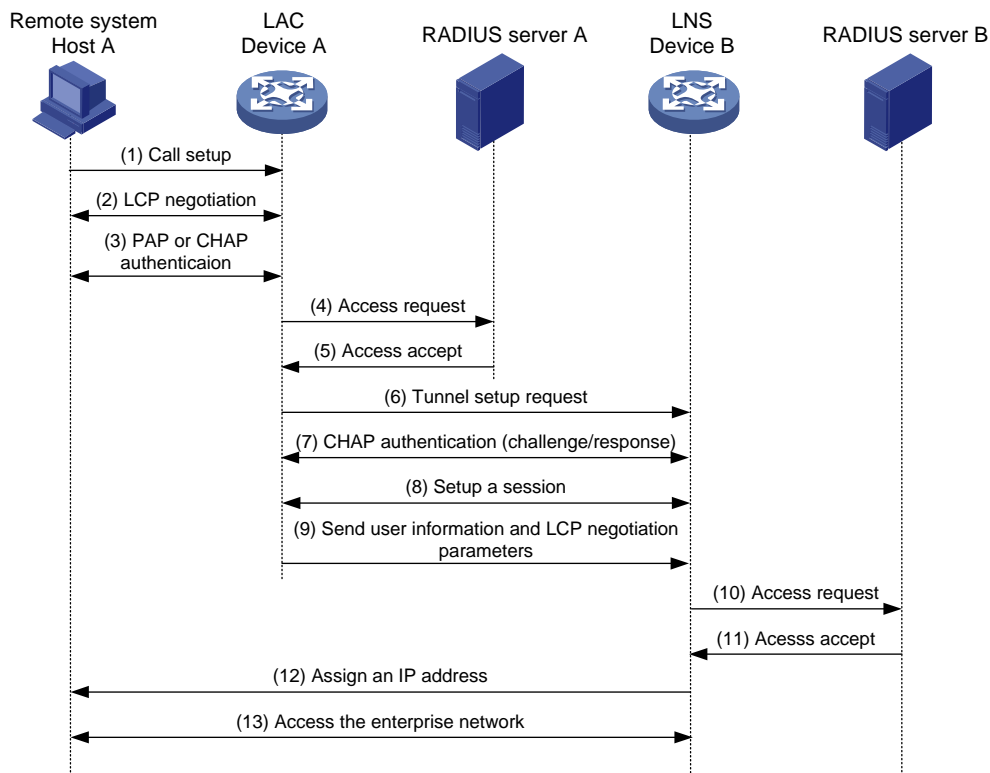 Remote system
Host A
LAC
Device A
RADIUS server A
LNS
Device B
RADIUS server B
(1) Call setup
(2) LCP negotiation
(3) PAP or CHAP
authenticaion
(4) Access request
(5) Access accept
(6) Tunnel setup request
(7) CHAP authentication (challenge/response)
(8) Setup a session
(9) Send user information and LCP negotiation
parameters
(10) Access request
(11) Acesss accept
(12) Assign an IP address
(13) Access the enterprise network